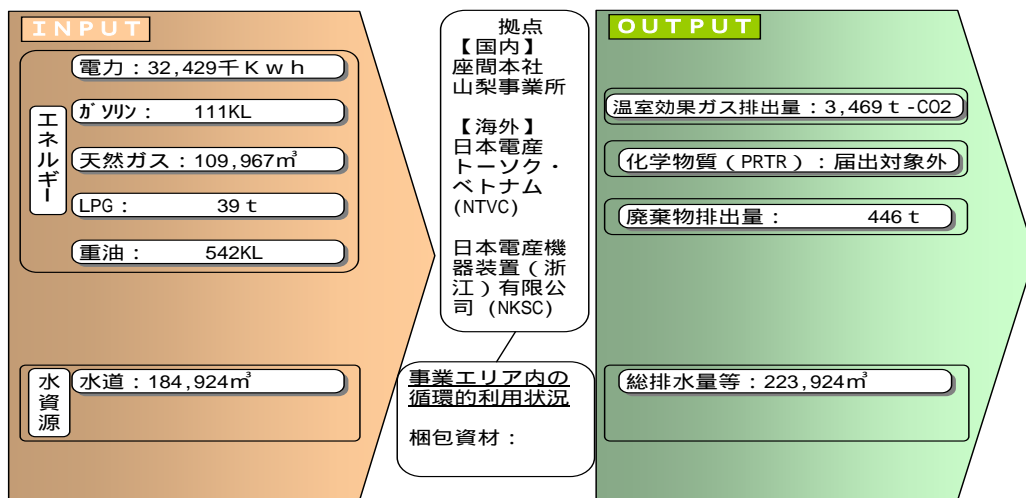 INPUT
エネルギー
電力：32,429千Kwh
ガソリン： 111KL
天然ガス：109,967㎥
LPG： 39t
重油： 542KL
水資源
水道：184,924㎥
拠点
【国内】
座間本社
山梨事業所
【海外】
日本電産
トーソク・
ベトナム
(NTVC)
日本電産機
器装置（浙
江）有限公
司 (NKSC)
事業エリア内の
循環的利用状況
梱包資材：
OUTPUT
温室効果ガス排出量：3,469t-CO2
化学物質（PRTR）：届出対象外
廃棄物排出量： 446t
総排水量等：223,924㎥